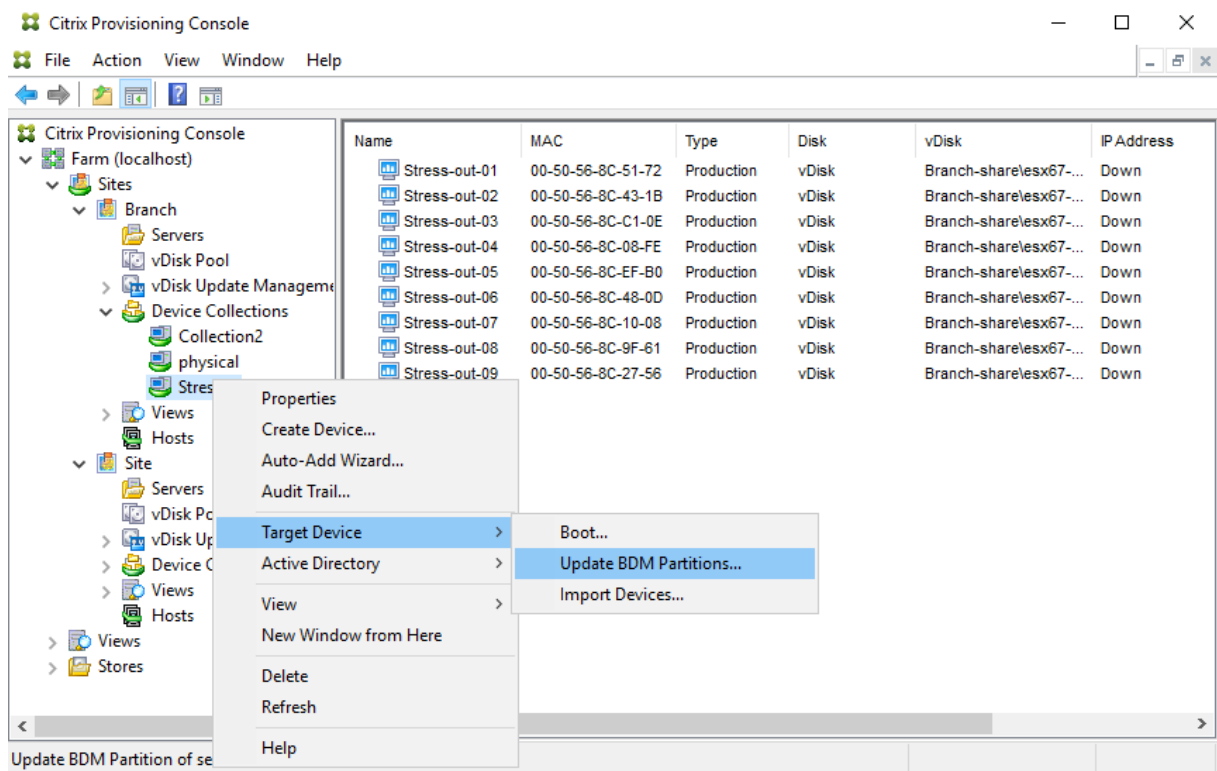 Citrix Provisioning Console
File Action View Window Help
Citrix Provisioning Console
Farm (localhost)
Sites
Branch
Servers
vDisk Pool
vDisk Update Manageme
Device Collections
Collection2
physical
Stres
Views
Hosts
Site
Servers
vDisk Po
vDisk Up
Device C
Views
Hosts
Views
Stores
Name MAC Type Disk vDisk IP Address
Stress-out-01 00-50-56-8C-51-72 Production vDisk Branch-share\esx67-... Down
Stress-out-02 00-50-56-8C-43-1B Production vDisk Branch-share\esx67-... Down
Stress-out-03 00-50-56-8C-C1-0E Production vDisk Branch-share\esx67-... Down
Stress-out-04 00-50-56-8C-08-FE Production vDisk Branch-share\esx67-... Down
Stress-out-05 00-50-56-8C-EF-B0 Production vDisk Branch-share\esx67-... Down
Stress-out-06 00-50-56-8C-48-0D Production vDisk Branch-share\esx67-... Down
Stress-out-07 00-50-56-8C-10-08 Production vDisk Branch-share\esx67-... Down
Stress-out-08 00-50-56-8C-9F-61 Production vDisk Branch-share\esx67-... Down
Stress-out-09 00-50-56-8C-27-56 Production vDisk Branch-share\esx67-... Down
Properties
Create Device...
Auto-Add Wizard...
Audit Trail...
Target Device
Active Directory
View
New Window from Here
Delete
Refresh
Help
Boot...
Update BDM Partitions...
Import Devices...
Update BDM Partition of se